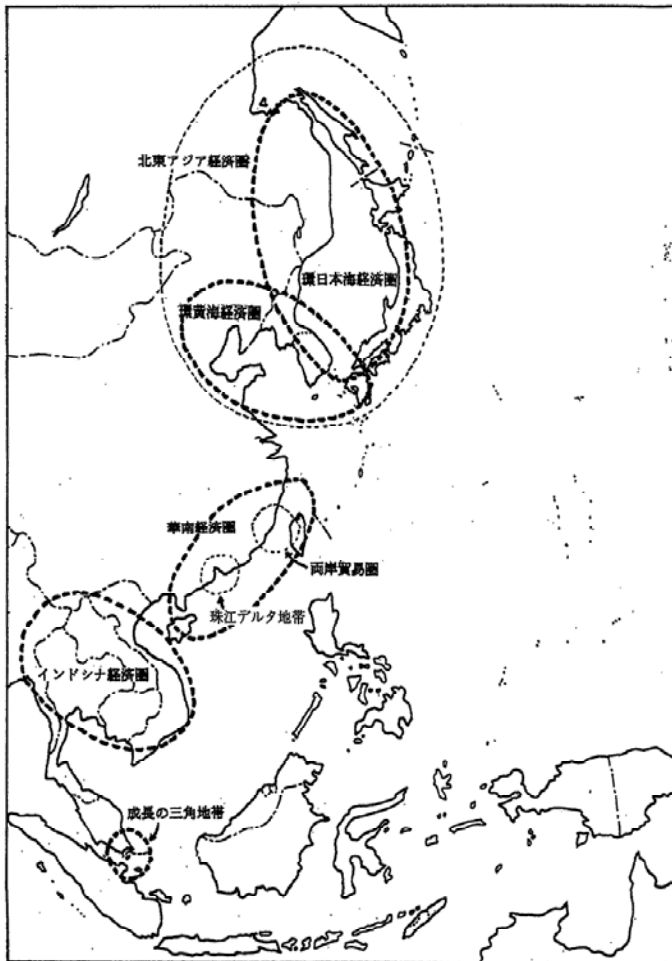 北東アジア経済圏
環日本海経済圏
環黄海経済圏
華南経済圏
両岸貿易圏
珠江デルタ地帯
インドシナ経済圏
成長の三角地帯